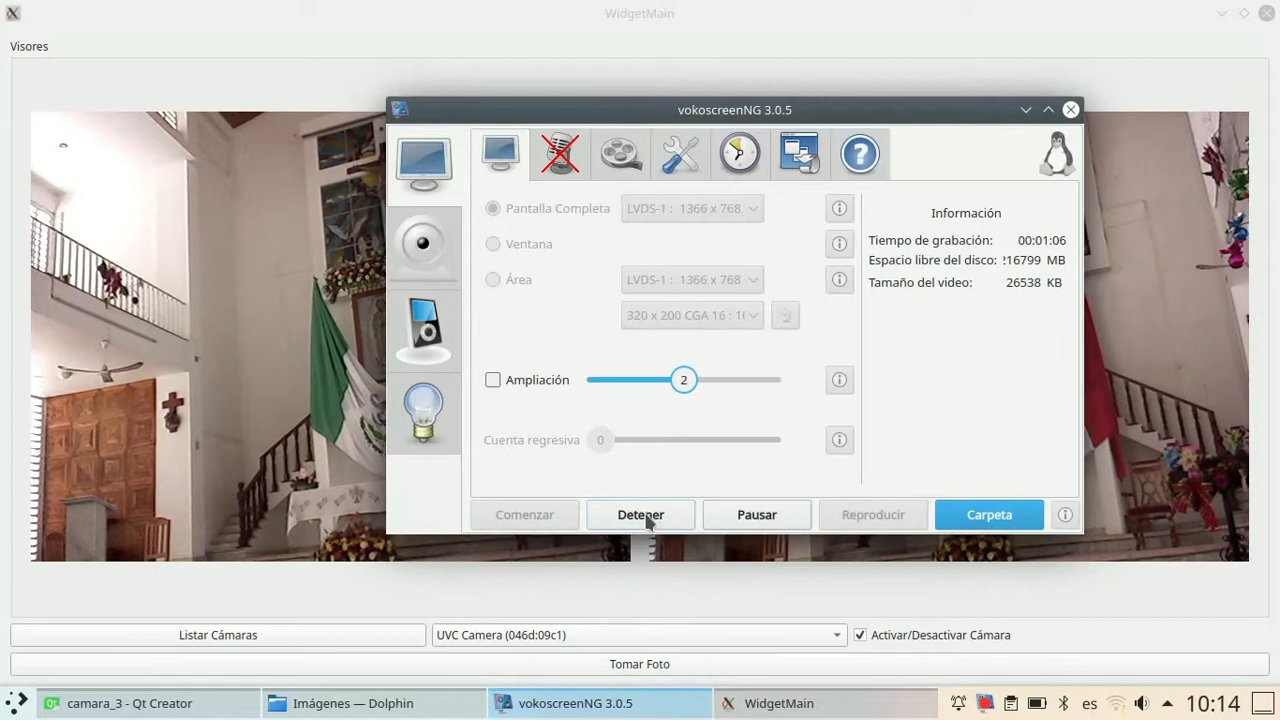 WidgetMain
Visores
vokoscreenNG 3.0.5
Pantalla Completa
LVDS-1 : 1366 x 768
Ventana
Área
LVDS-1 : 1366 x 768
320 x 200 CGA 16 : 1(
Ampliación
2
Cuenta regresiva
0
Información
Tiempo de grabación: 00:01:06
Espacio libre del disco: 16799 MB
Tamaño del video: 26538 KB
Comenzar
Detener
Pausar
Reproducir
Carpeta
Listar Cámaras
UVC Camera (046d:09c1)
Activar/Desactivar Cámara
Tomar Foto
camara_3 - Qt Creator
Imágenes — Dolphin
vokoscreenNG 3.0.5
WidgetMain
es
10:14